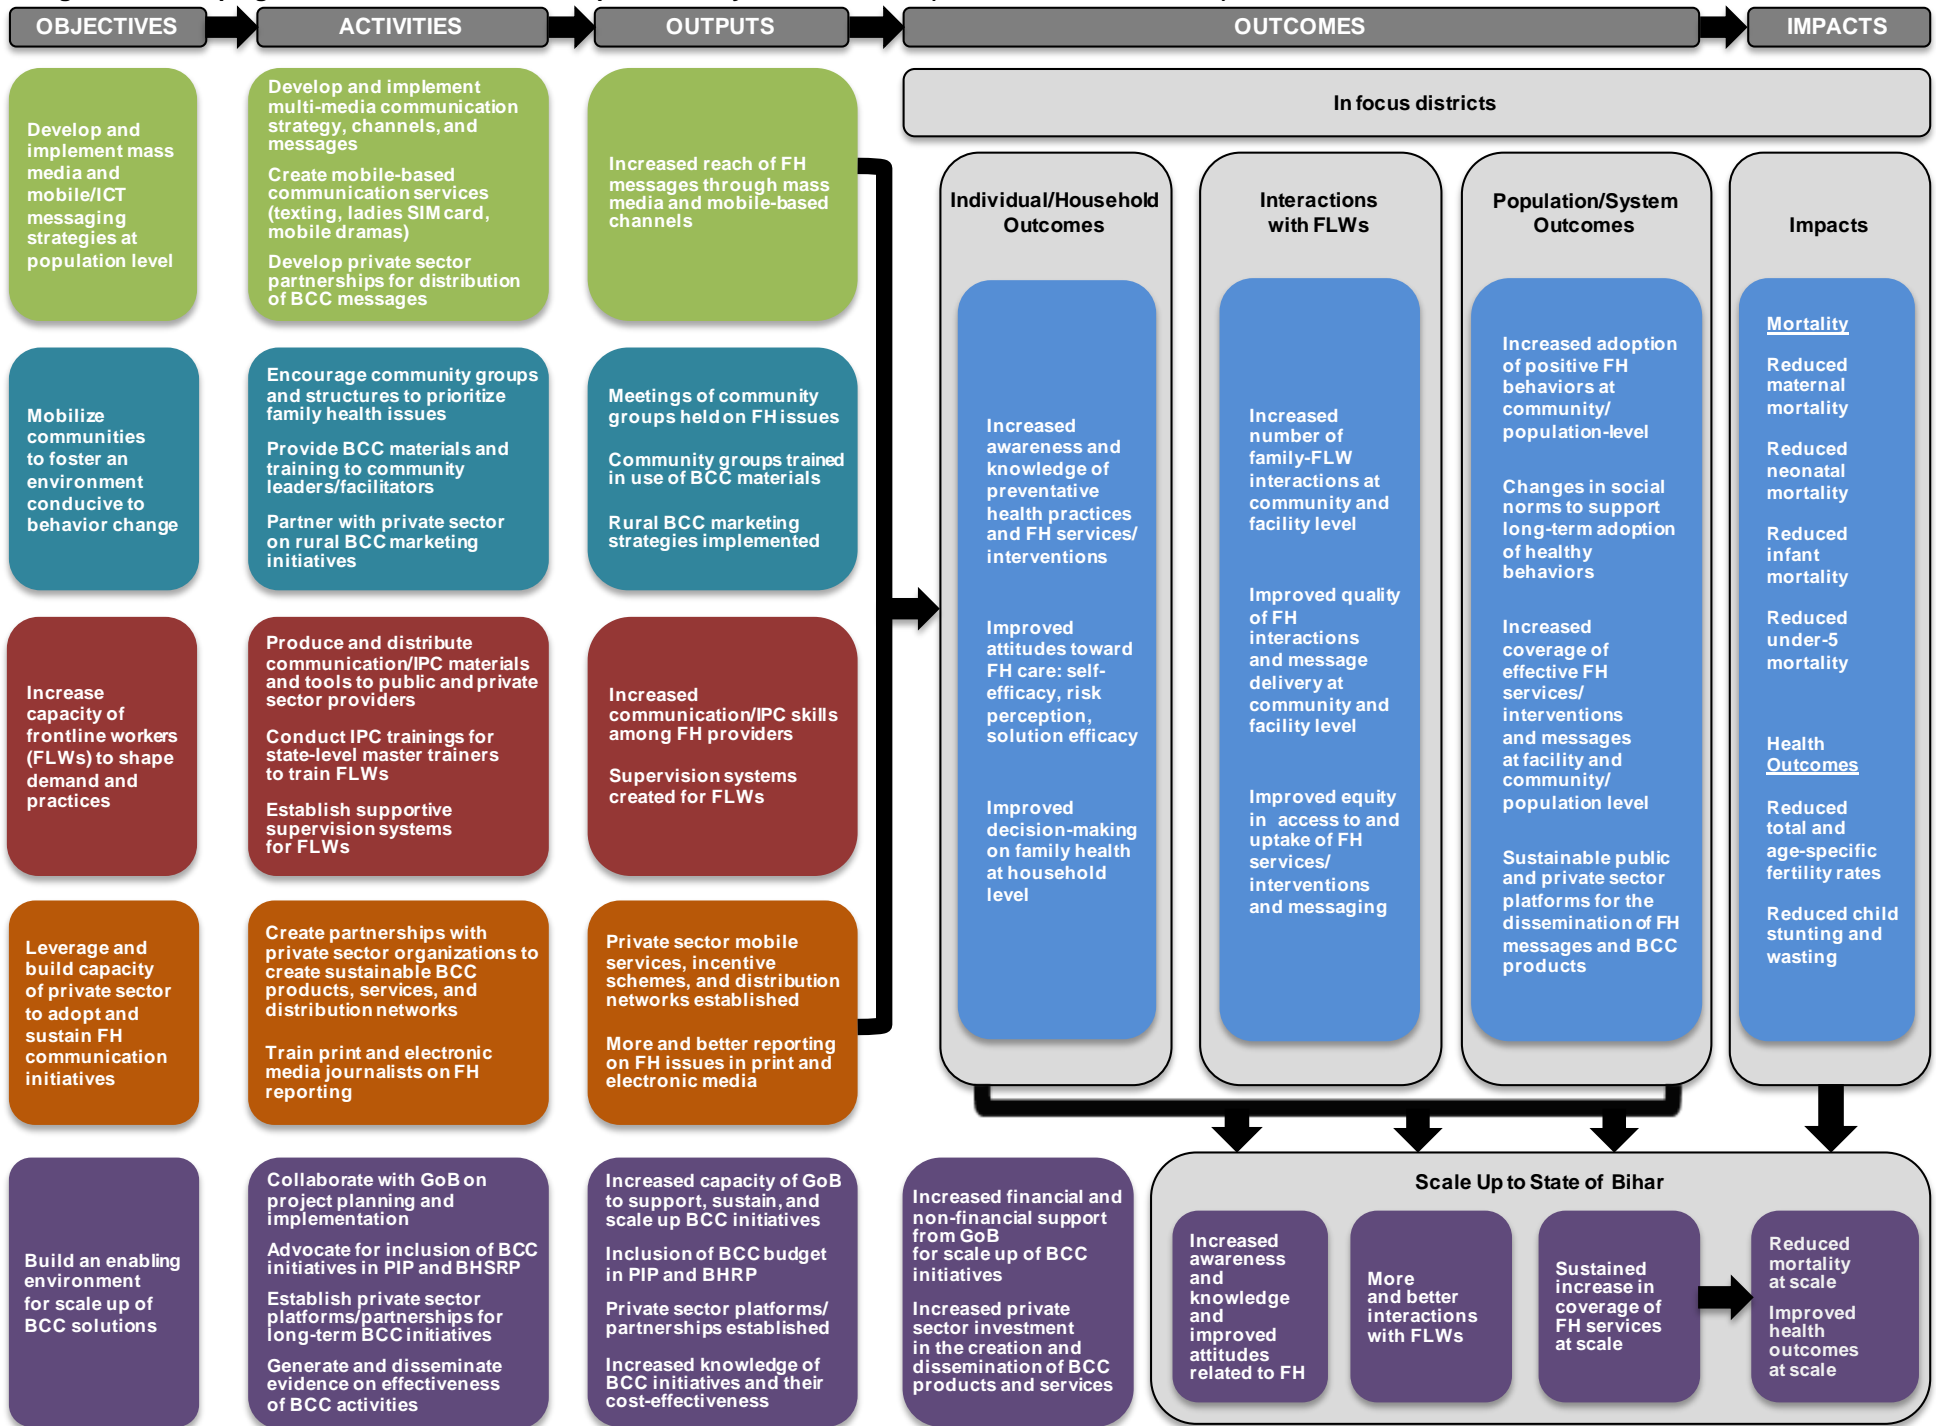 OBJECTIVES
ACTIVITIES
OUTPUTS
OUTCOMES
IMPACTS
Develop and
implement mass
media and
mobile/ICT
messaging
strategies at
population level
Develop and implement
multi-media communication
strategy, channels, and
messages
Create mobile-based
communication services
(texting, ladies SIM card,
mobile dramas)
Develop private sector
partnerships for distribution
of BCC messages
Increased reach of FH
messages through mass
media and mobile-based
channels
In focus districts
Individual/Household
Outcomes
Increased
awareness and
knowledge of
preventative
health practices
and FH services/
interventions
Improved
attitudes toward
FH care: self-
efficacy, risk
perception,
solution efficacy
Improved
decision-making
on family health
at household
level
Interactions
with FLWs
Increased
number of
family-FLW
interactions at
community and
facility level
Improved quality
of FH
interactions
and message
delivery at
community and
facility level
Improved equity
in access to and
uptake of FH
services/
interventions
and messaging
Population/System
Outcomes
Increased adoption
of positive FH
behaviors at
community/
population-level
Changes in social
norms to support
long-term adoption
of healthy
behaviors
Increased
coverage of
effective FH
services/
interventions
and messages
at facility and
community/
population level
Sustainable public
and private sector
platforms for the
dissemination of FH
messages and BCC
products
Impacts
Mortality
Reduced
maternal
mortality
Reduced
neonatal
mortality
Reduced
infant
mortality
Reduced
under-5
mortality
Health
Outcomes
Reduced
total and
age-specific
fertility rates
Reduced child
stunting and
wasting
Mobilize
communities
to foster an
environment
conducive to
behavior change
Encourage community groups
and structures to prioritize
family health issues
Provide BCC materials and
training to community
leaders/facilitators
Partner with private sector
on rural BCC marketing
initiatives
Meetings of community
groups held on FH issues
Community groups trained
in use of BCC materials
Rural BCC marketing
strategies implemented
Increase
capacity of
frontline workers
(FLWs) to shape
demand and
practices
Produce and distribute
communication/IPC materials
and tools to public and private
sector providers
Conduct IPC trainings for
state-level master trainers
to train FLWs
Establish supportive
supervision systems
for FLWs
Increased
communication/IPC skills
among FH providers
Supervision systems
created for FLWs
Leverage and
build capacity
of private sector
to adopt and
sustain FH
communication
initiatives
Create partnerships with
private sector organizations to
create sustainable BCC
products, services, and
distribution networks
Train print and electronic
media journalists on FH
reporting
Private sector mobile
services, incentive
schemes, and distribution
networks established
More and better reporting
on FH issues in print and
electronic media
Build an enabling
environment
for scale up of
BCC solutions
Collaborate with GoB on
project planning and
implementation
Advocate for inclusion of BCC
initiatives in PIP and BHSRP
Establish private sector
platforms/partnerships for
long-term BCC initiatives
Generate and disseminate
evidence on effectiveness
of BCC activities
Increased capacity of GoB
to support, sustain, and
scale up BCC initiatives
Inclusion of BCC budget
in PIP and BHRP
Private sector platforms/
partnerships established
Increased knowledge of
BCC initiatives and their
cost-effectiveness
Increased financial and
non-financial support
from GoB
for scale up of BCC
initiatives
Increased private
sector investment
in the creation and
dissemination of BCC
products and services
Scale Up to State of Bihar
Increased
awareness
and
knowledge
and
improved
attitudes
related to FH
More
and better
interactions
with FLWs
Sustained
increase in
coverage of
FH services
at scale
Reduced
mortality
at scale
Improved
health
outcomes
at scale